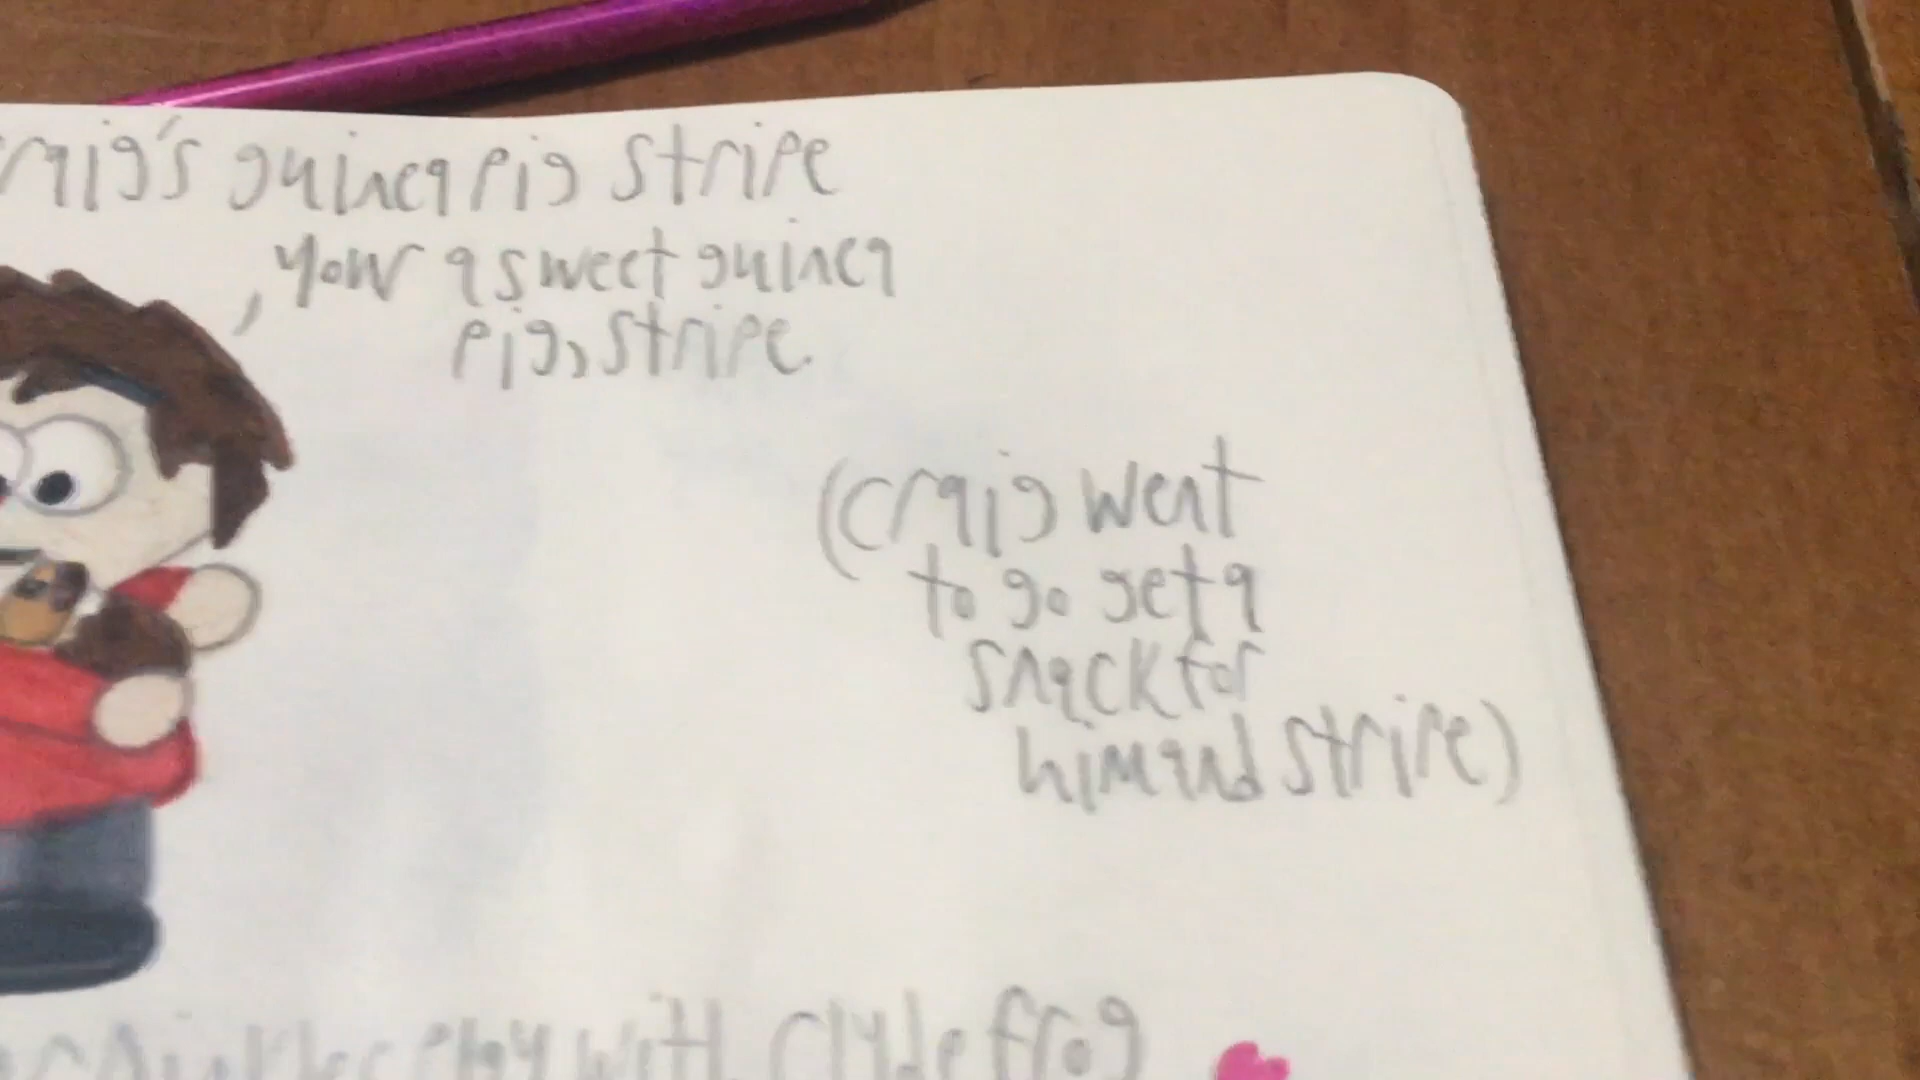 raig's guinea pig stripe
, your a sweet guinea
pig, stripe
(craig went
to go get a
snack for
him and stripe)
play with clyde frog